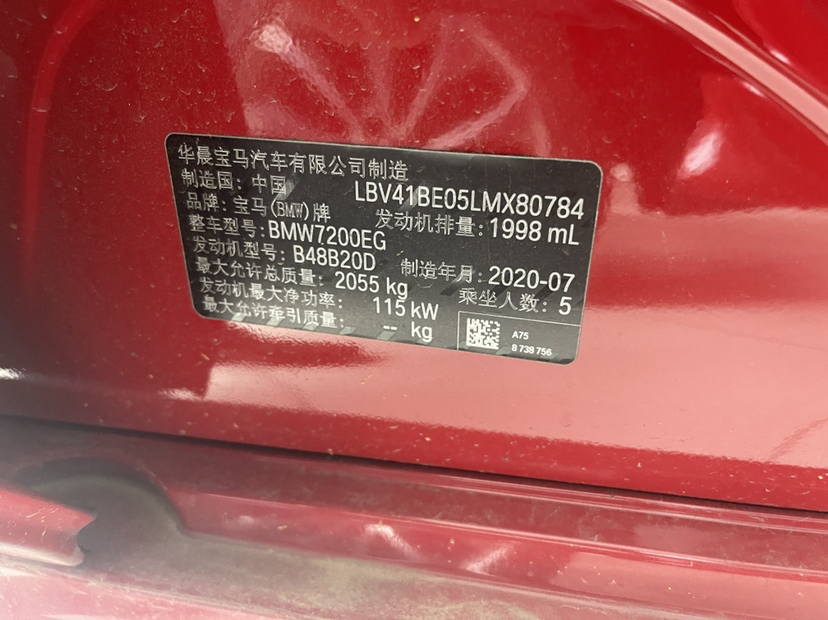 华晨宝马汽车有限公司制造
制造国: 中国 LBV41BE05LMX80784
品牌: 宝马(BMW)牌 发动机排量: 1998 mL
整车型号: BMW7200EG
发动机型号: B48B20D 制造年月: 2020-07
最大允许总质量: 2055 kg 乘坐人数: 5
发动机最大净功率: 115 kW
最大允许牵引质量: -- kg
A75
8 738 756